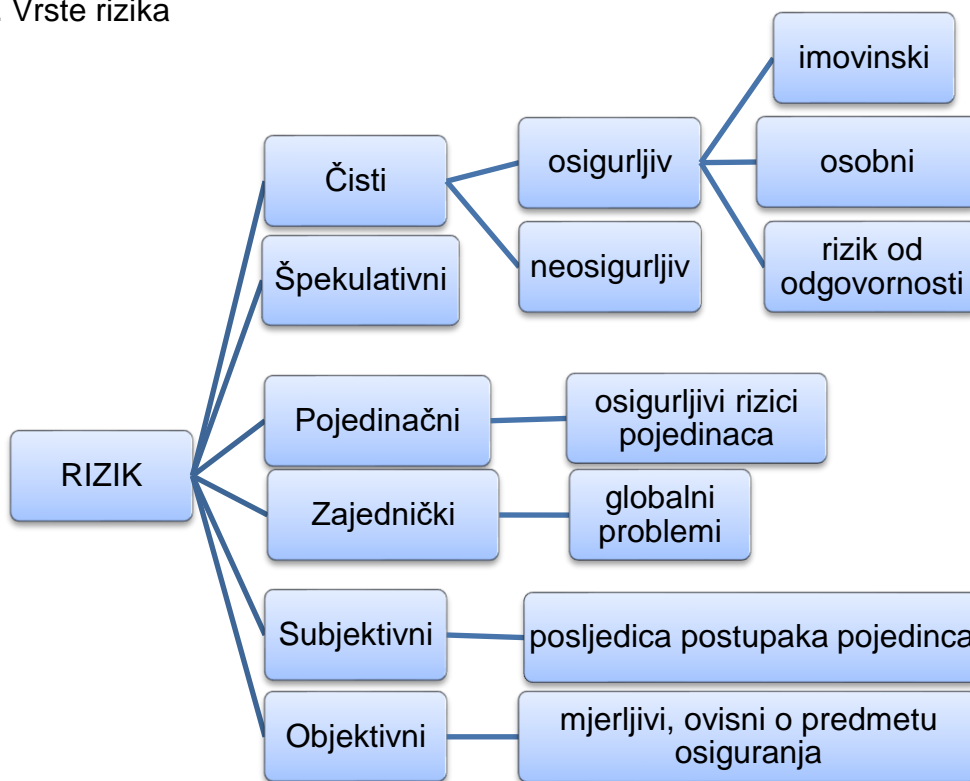 . Vrste rizika
imovinski
Čisti
osigurljiv
osobni
neosigurljiv
rizik od
odgovornosti
Špekulativni
Pojedinačni
osigurljivi rizici
pojedinaca
RIZIK
Zajednički
globalni
problemi
Subjektivni
posljedica postupaka pojedinca
Objektivni
mjerljivi, ovisni o predmetu
osiguranja